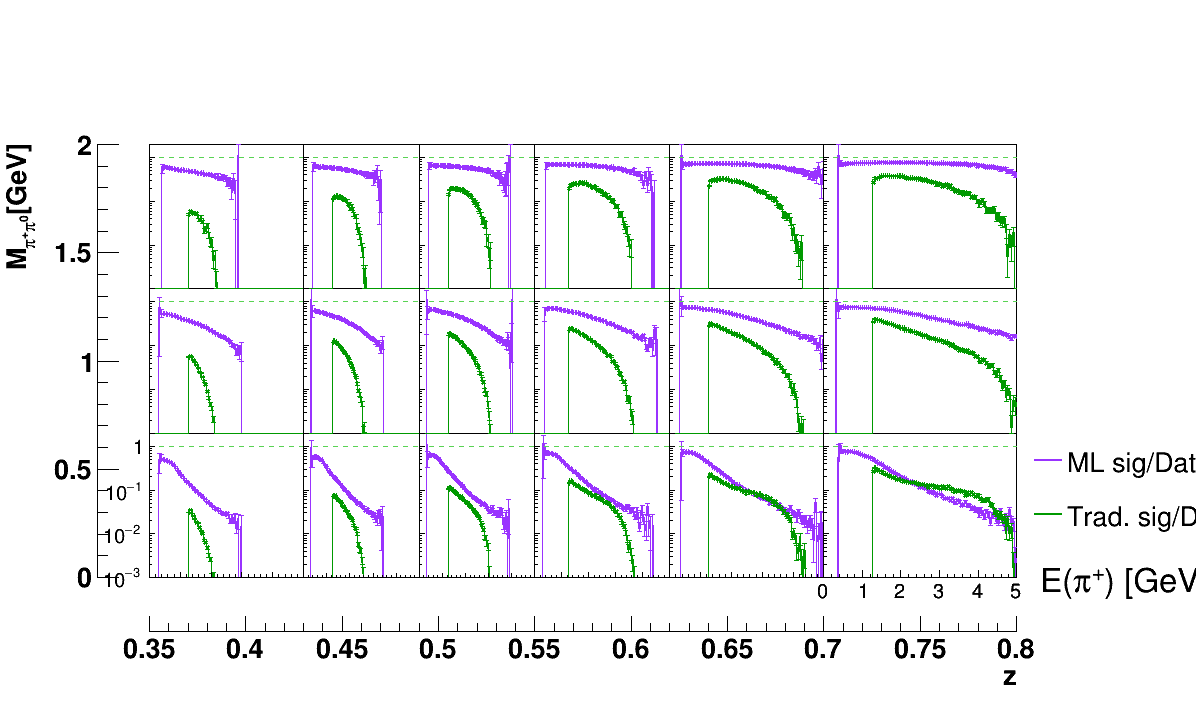 M_{π⁺π⁰} [GeV]
2
1.5
1
0.5
0
1
10⁻¹
10⁻²
10⁻³
ML sig/Dat
Trad. sig/D
0 1 2 3 4 5
E(π⁺) [GeV
0.35 0.4 0.45 0.5 0.55 0.6 0.65 0.7 0.75 0.8
z